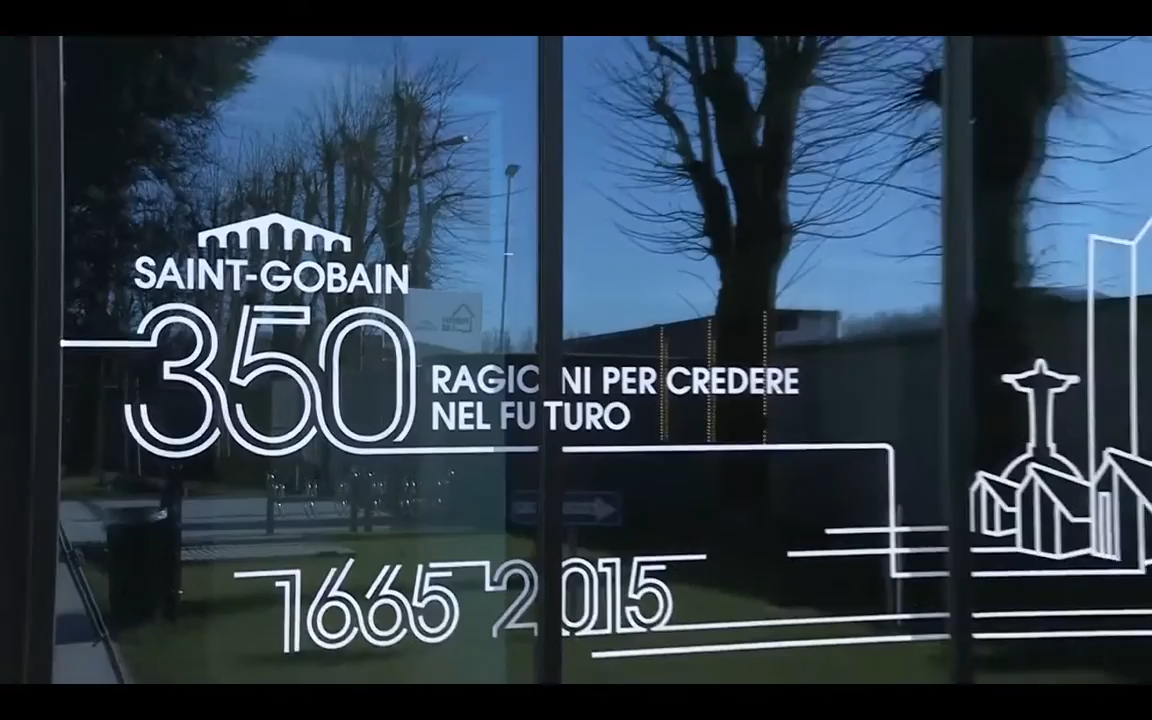 SAINT-GOBAIN
350
RAGIONI PER CREDERE
NEL FUTURO
1665 2015